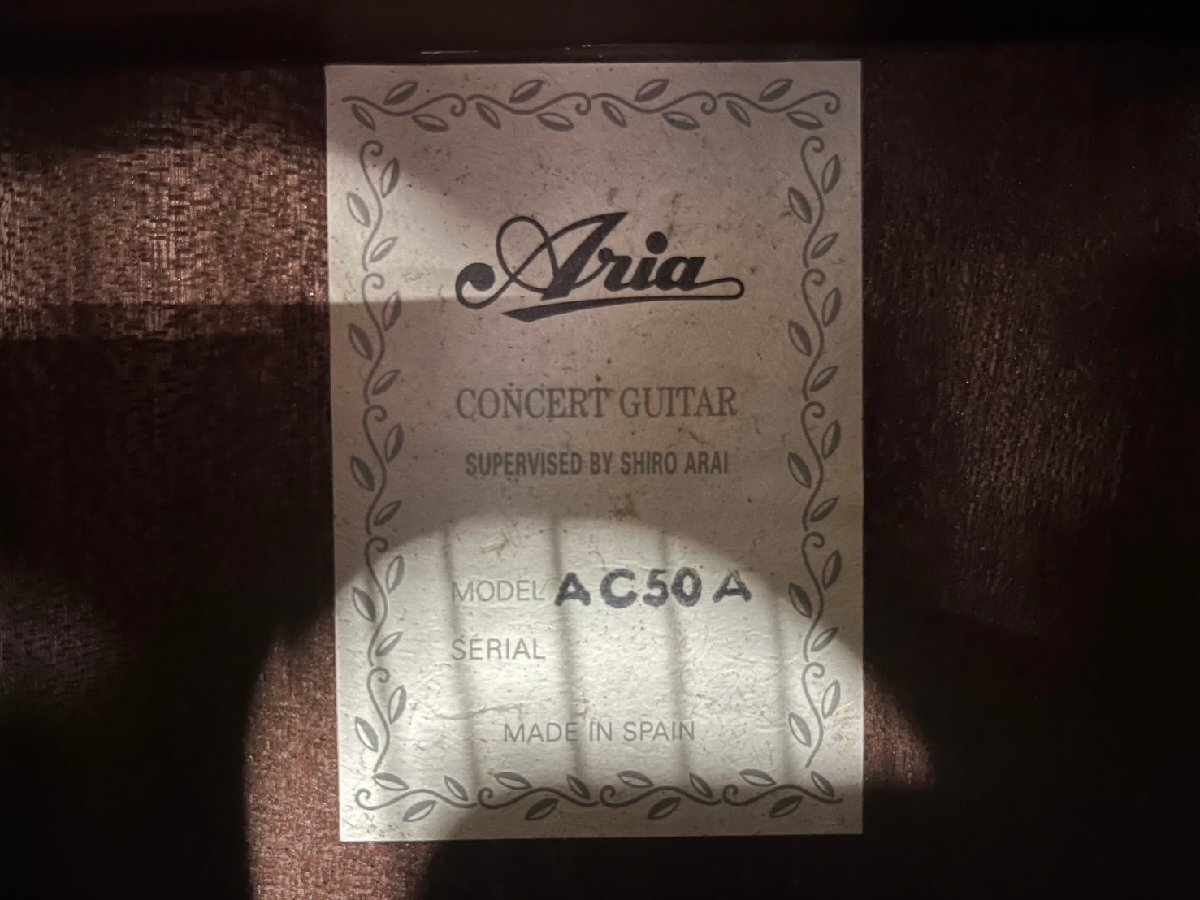 Aria
CONCERT GUITAR
SUPERVISED BY SHIRO ARAI
MODEL AC50A
SERIAL
MADE IN SPAIN